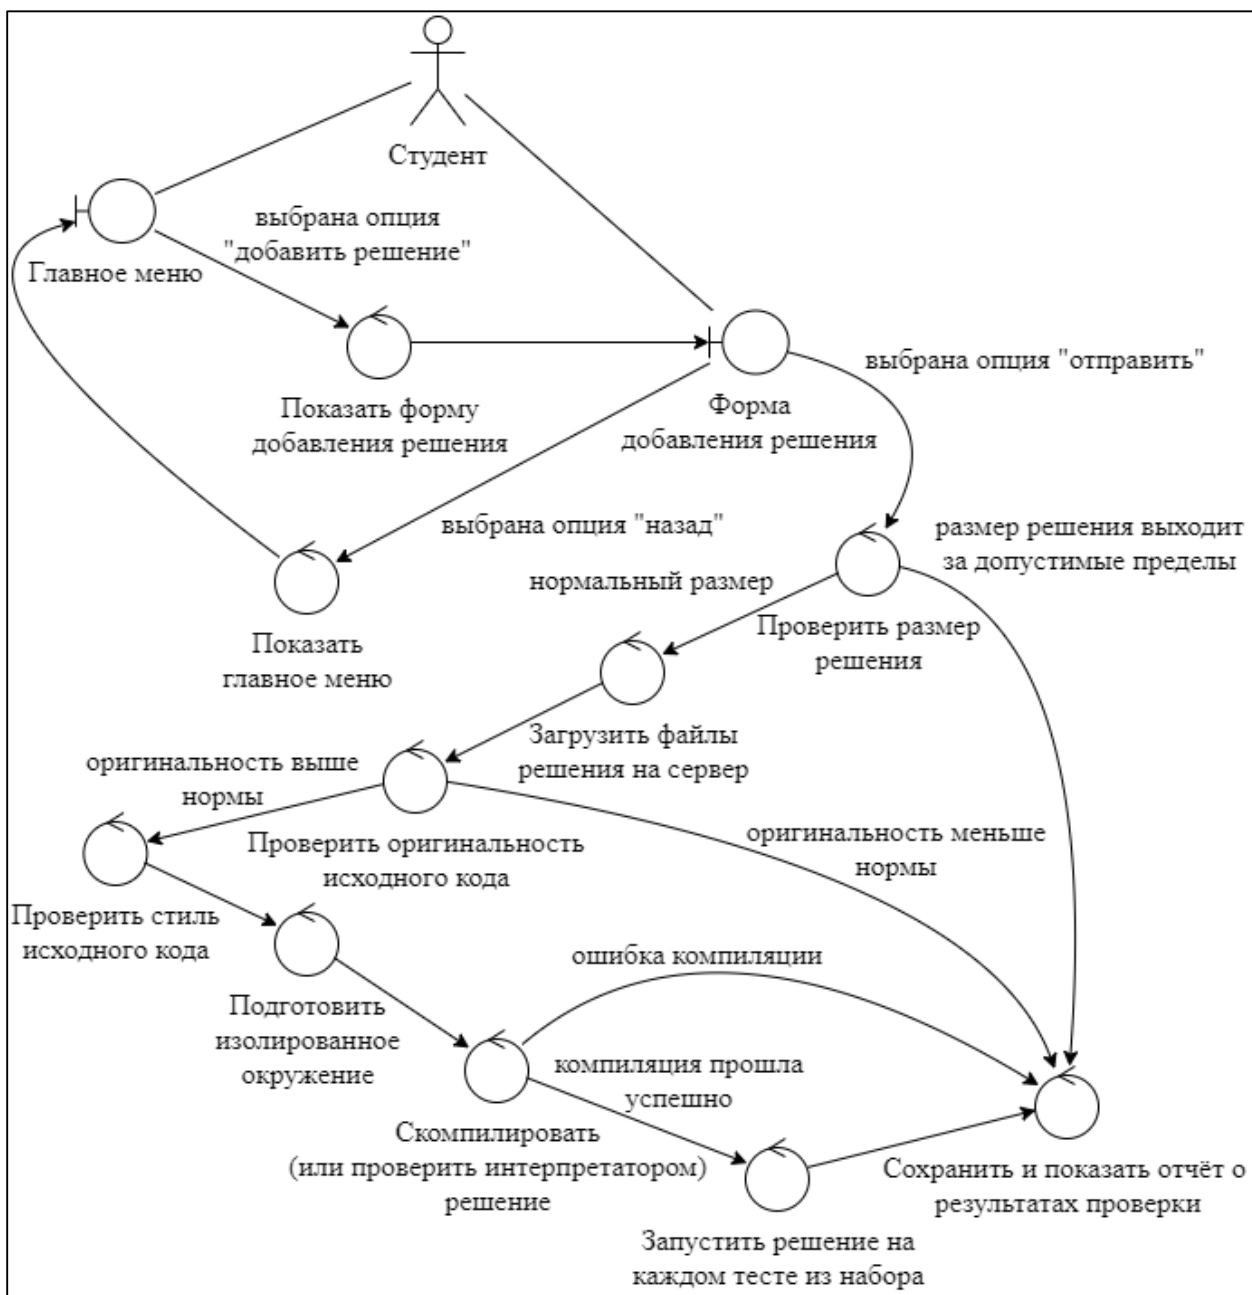 Студент
выбрана опция
"добавить решение"
Главное меню
выбрана опция "отправить"
Показать форму
добавления решения
Форма
добавления решения
выбрана опция "назад"
размер решения выходит
за допустимые пределы
нормальный размер
Проверить размер
решения
Показать
главное меню
Загрузить файлы
решения на сервер
оригинальность выше
нормы
Проверить оригинальность
исходного кода
оригинальность меньше
нормы
Проверить стиль
исходного кода
ошибка компиляции
Подготовить
изолированное
окружение
компиляция прошла
успешно
Скомпилировать
(или проверить интерпретатором)
решение
Сохранить и показать отчёт о
результатах проверки
Запустить решение на
каждом тесте из набора